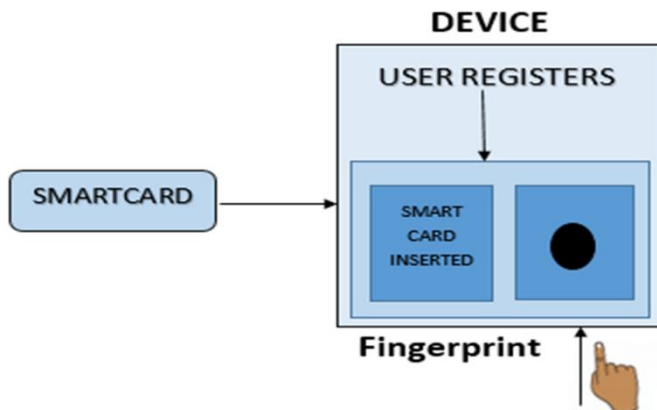 DEVICE
USER REGISTERS
SMARTCARD
SMART
CARD
INSERTED
Fingerprint